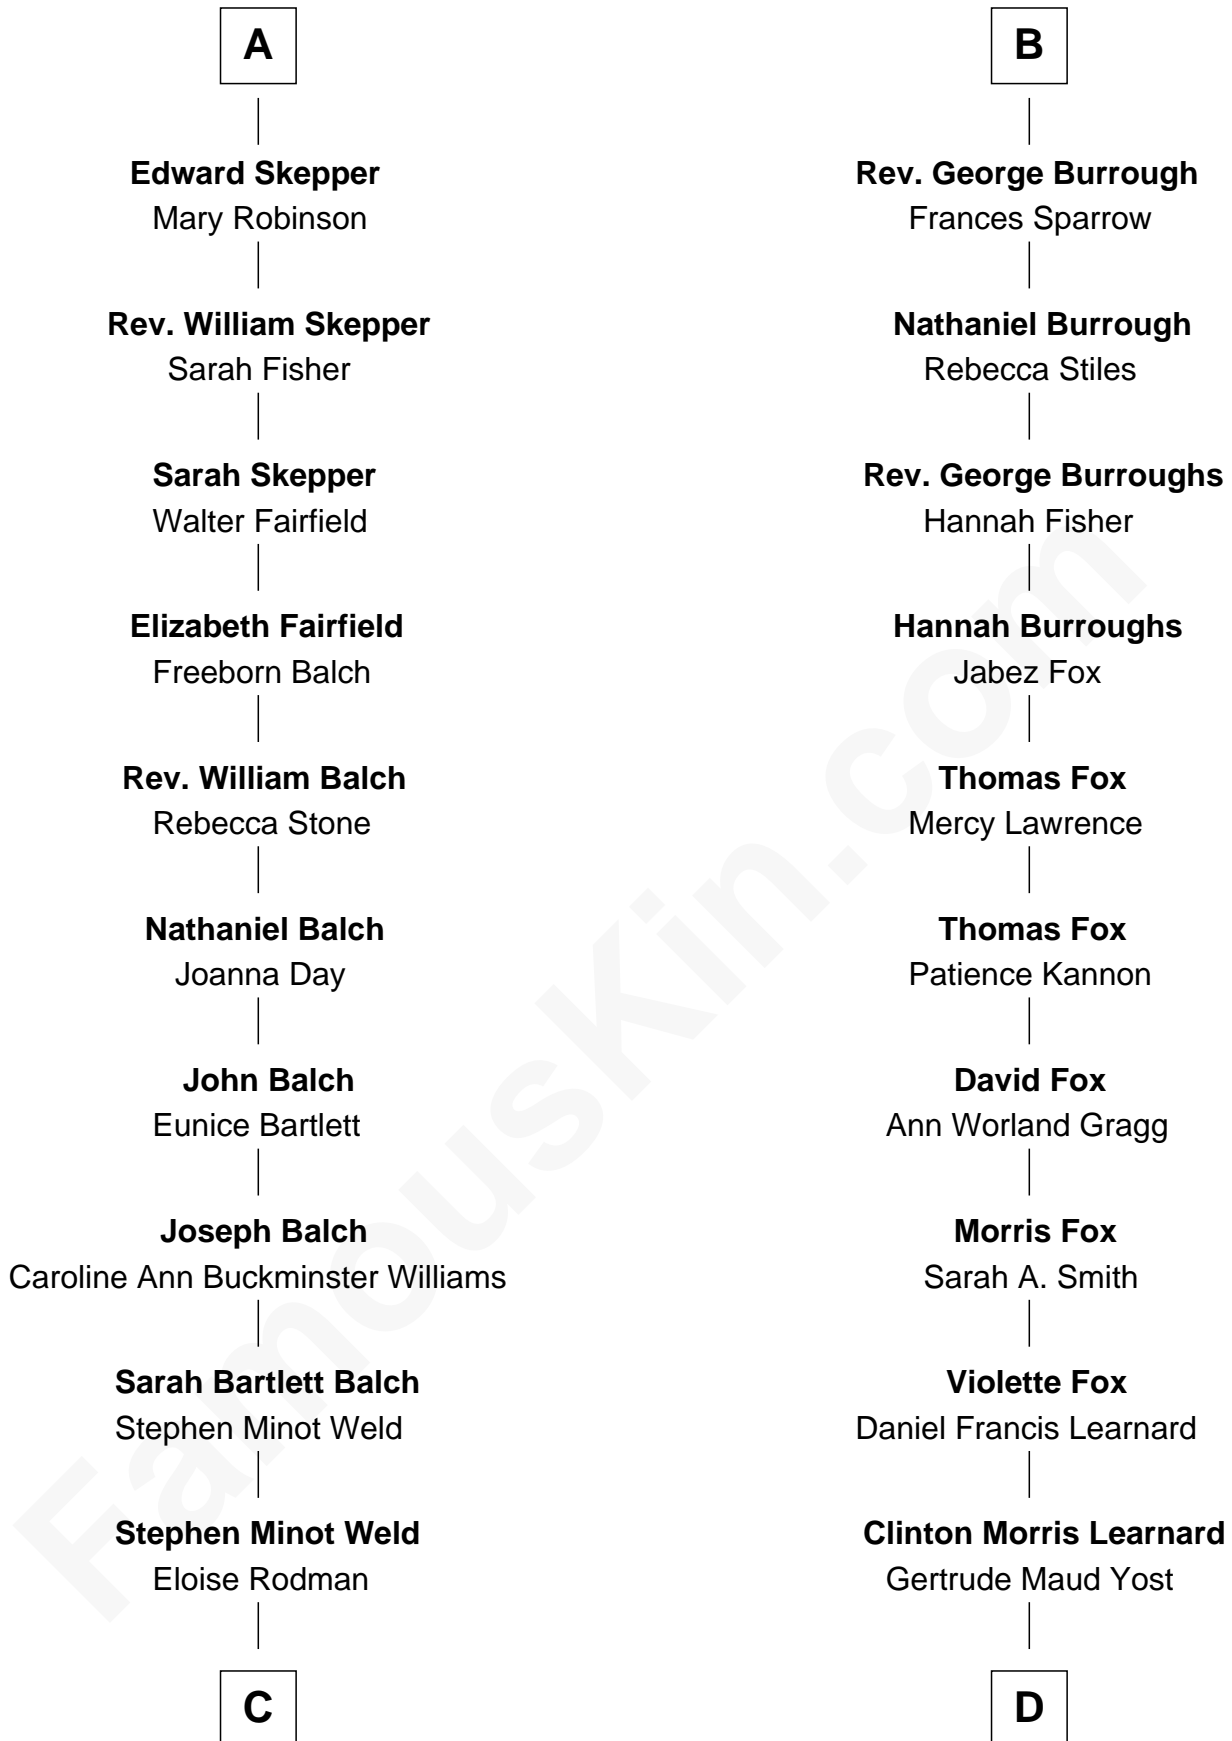 A
Edward Skepper
Mary Robinson
Rev. William Skepper
Sarah Fisher
Sarah Skepper
Walter Fairfield
Elizabeth Fairfield
Freeborn Balch
Rev. William Balch
Rebecca Stone
Nathaniel Balch
Joanna Day
John Balch
Eunice Bartlett
Joseph Balch
Caroline Ann Buckminster Williams
Sarah Bartlett Balch
Stephen Minot Weld
Stephen Minot Weld
Eloise Rodman
C
B
Rev. George Burrough
Frances Sparrow
Nathaniel Burrough
Rebecca Stiles
Rev. George Burroughs
Hannah Fisher
Hannah Burroughs
Jabez Fox
Thomas Fox
Mercy Lawrence
Thomas Fox
Patience Kannon
David Fox
Ann Worland Gragg
Morris Fox
Sarah A. Smith
Violette Fox
Daniel Francis Learnard
Clinton Morris Learnard
Gertrude Maud Yost
D
FamousKin.com